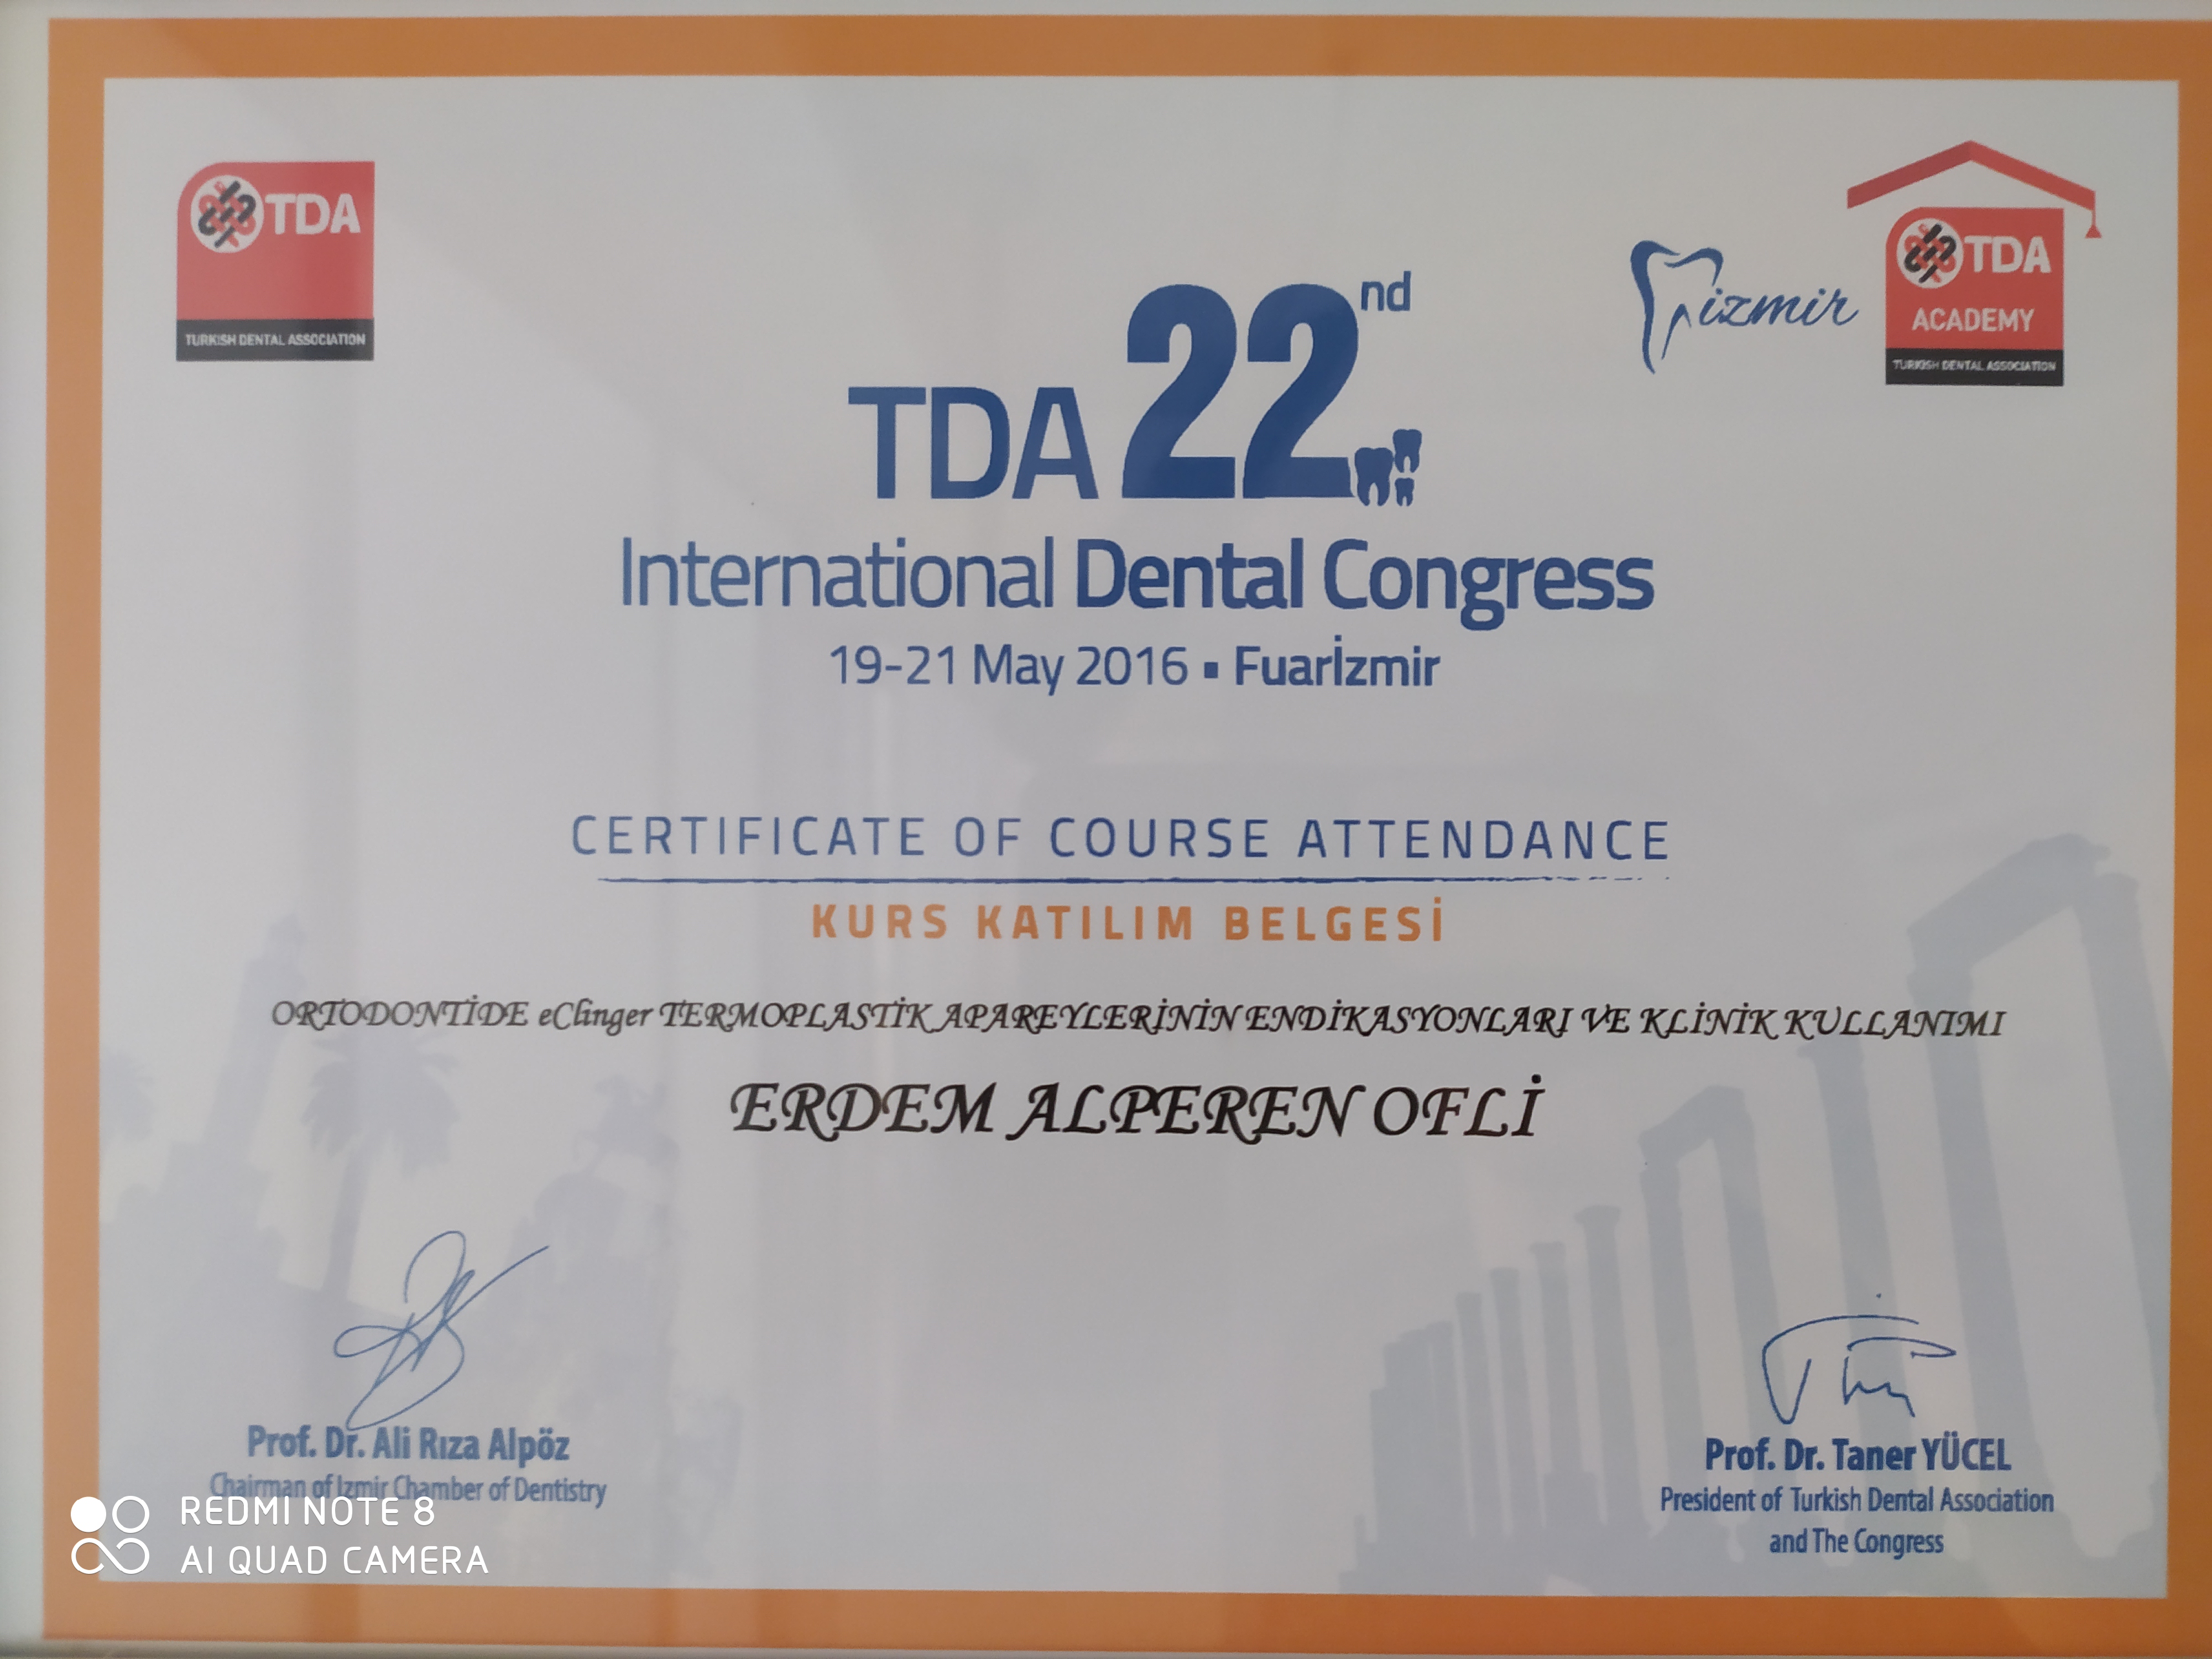 TDA
TURKISH DENTAL ASSOCIATION
izmir
TDA
ACADEMY
TURKISH DENTAL ASSOCIATION
TDA 22nd
International Dental Congress
19-21 May 2016 ▪ Fuarİzmir
CERTIFICATE OF COURSE ATTENDANCE
KURS KATILIM BELGESİ
ORTODONTİDE eClinger TERMOPLASTİK APAREYLERİNİN ENDİKASYONLARI VE KLİNİK KULLANIMI
ERDEM ALPEREN OFLİ
Prof. Dr. Ali Rıza Alpöz
Chairman of Izmir Chamber of Dentistry
Prof. Dr. Taner YÜCEL
President of Turkish Dental Association
and The Congress
REDMI NOTE 8
AI QUAD CAMERA